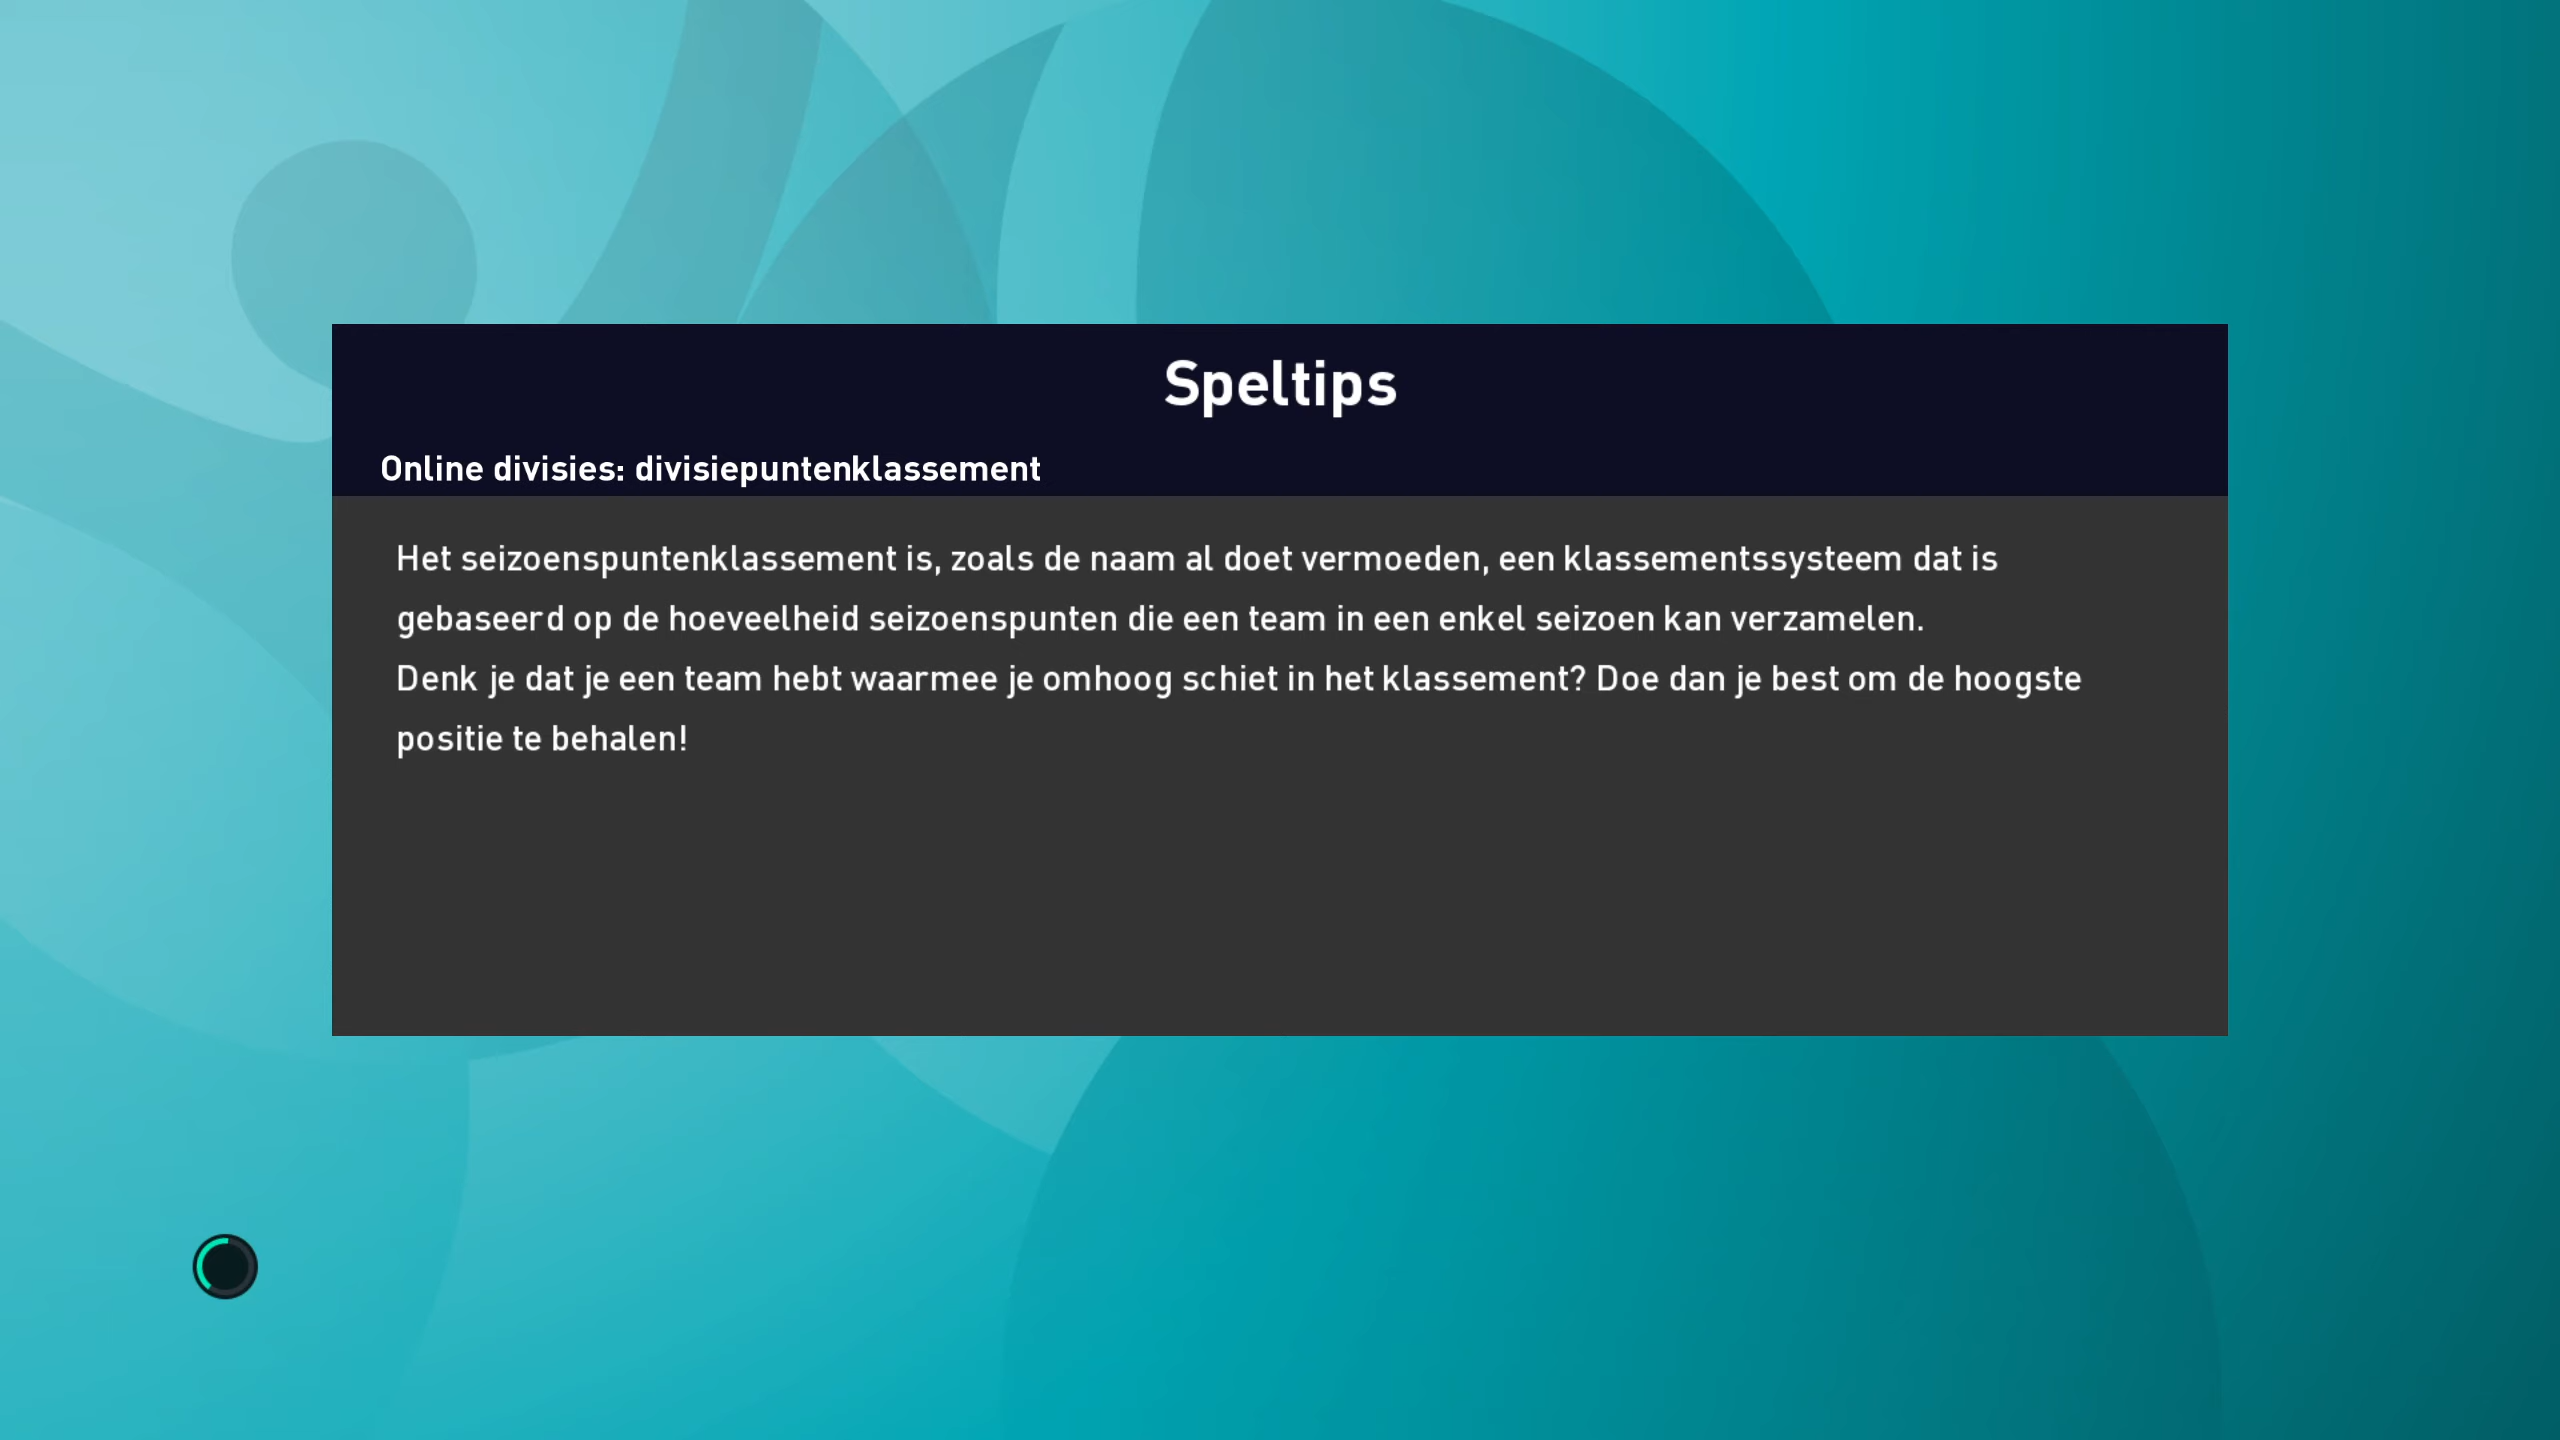 Speltips
Online divisies: divisiepuntenklassement
Het seizoenspuntenklassement is, zoals de naam al doet vermoeden, een klassementssysteem dat is
gebaseerd op de hoeveelheid seizoenspunten die een team in een enkel seizoen kan verzamelen.
Denk je dat je een team hebt waarmee je omhoog schiet in het klassement? Doe dan je best om de hoogste
positie te behalen!